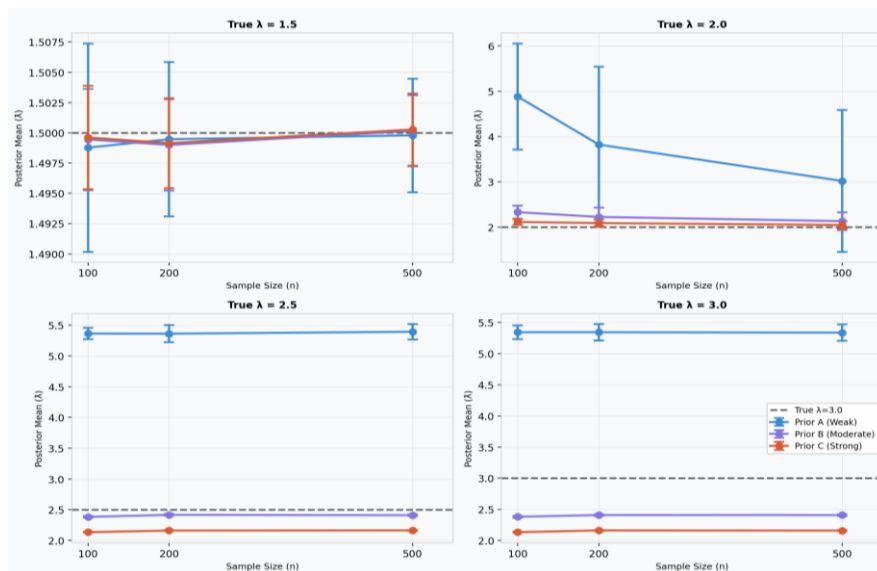 True λ = 1.5
Posterior Mean (λ̄)
1.5075
1.5050
1.5025
1.5000
1.4975
1.4950
1.4925
1.4900
100 200 500
Sample Size (n)
True λ = 2.0
Posterior Mean (λ̄)
6
5
4
3
2
100 200 500
Sample Size (n)
True λ = 2.5
Posterior Mean (λ̄)
5.5
5.0
4.5
4.0
3.5
3.0
2.5
2.0
100 200 500
Sample Size (n)
True λ = 3.0
Posterior Mean (λ̄)
5.5
5.0
4.5
4.0
3.5
3.0
2.5
2.0
True λ=3.0
Prior A (Weak)
Prior B (Moderate)
Prior C (Strong)
100 200 500
Sample Size (n)